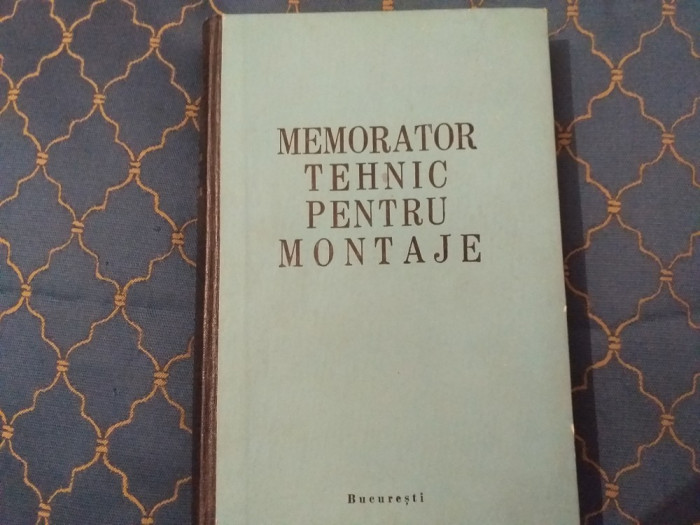 MEMORATOR
TEHNIC
PENTRU
MONTAJE
București